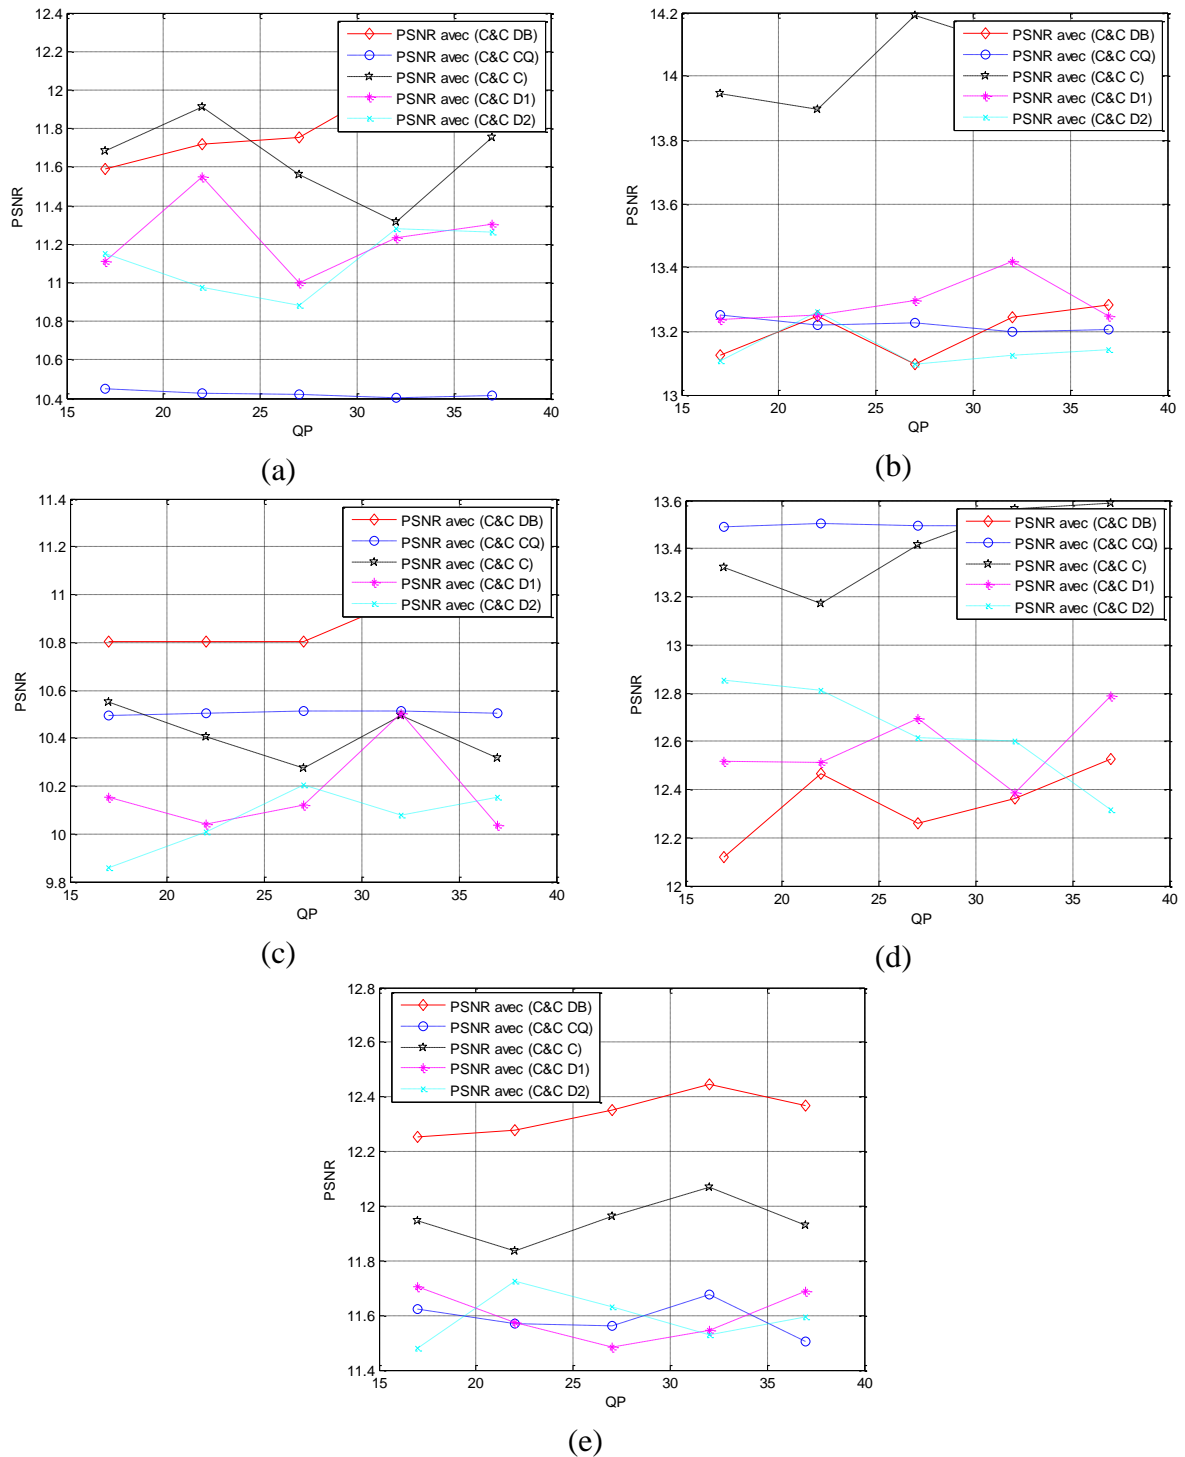 12.4
12.2
12
11.8
11.6
11.4
11.2
11
10.8
10.6
10.4
PSNR
15 20 25 30 35 40
QP
PSNR avec (C&C DB)
PSNR avec (C&C CQ)
PSNR avec (C&C C)
PSNR avec (C&C D1)
PSNR avec (C&C D2)
(a)
14.2
14
13.8
13.6
13.4
13.2
13
PSNR
15 20 25 30 35 40
QP
PSNR avec (C&C DB)
PSNR avec (C&C CQ)
PSNR avec (C&C C)
PSNR avec (C&C D1)
PSNR avec (C&C D2)
(b)
11.4
11.2
11
10.8
10.6
10.4
10.2
10
9.8
PSNR
15 20 25 30 35 40
QP
PSNR avec (C&C DB)
PSNR avec (C&C CQ)
PSNR avec (C&C C)
PSNR avec (C&C D1)
PSNR avec (C&C D2)
(c)
13.6
13.4
13.2
13
12.8
12.6
12.4
12.2
12
PSNR
15 20 25 30 35 40
QP
PSNR avec (C&C DB)
PSNR avec (C&C CQ)
PSNR avec (C&C C)
PSNR avec (C&C D1)
PSNR avec (C&C D2)
(d)
12.8
12.6
12.4
12.2
12
11.8
11.6
11.4
PSNR
15 20 25 30 35 40
QP
PSNR avec (C&C DB)
PSNR avec (C&C CQ)
PSNR avec (C&C C)
PSNR avec (C&C D1)
PSNR avec (C&C D2)
(e)